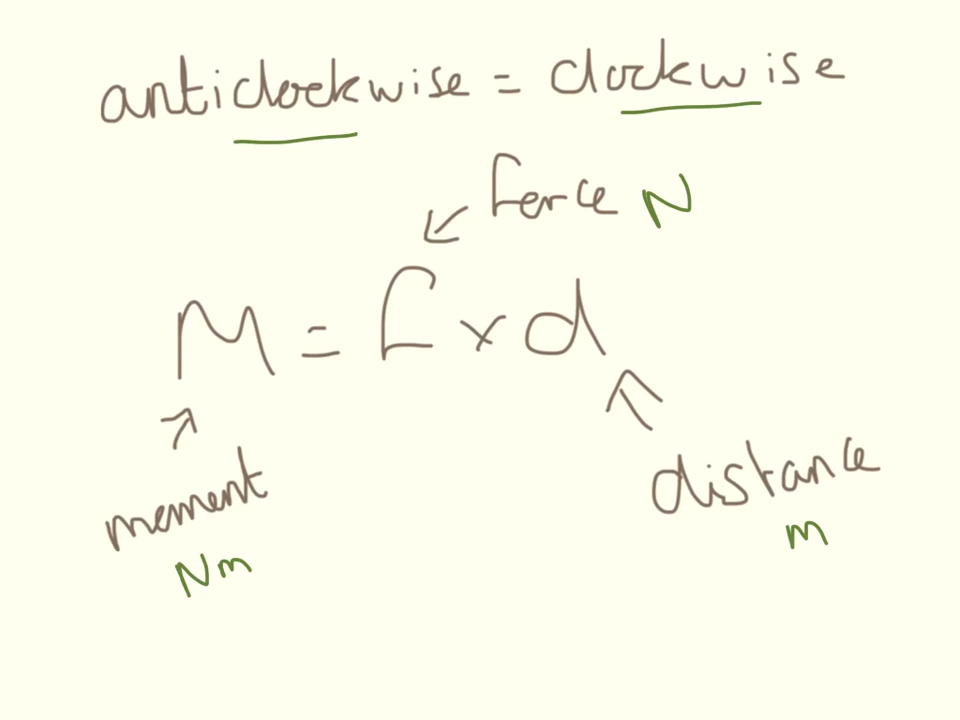 anticlockwise = clockwise
force N
M = F x d
moment
Nm
distance
m